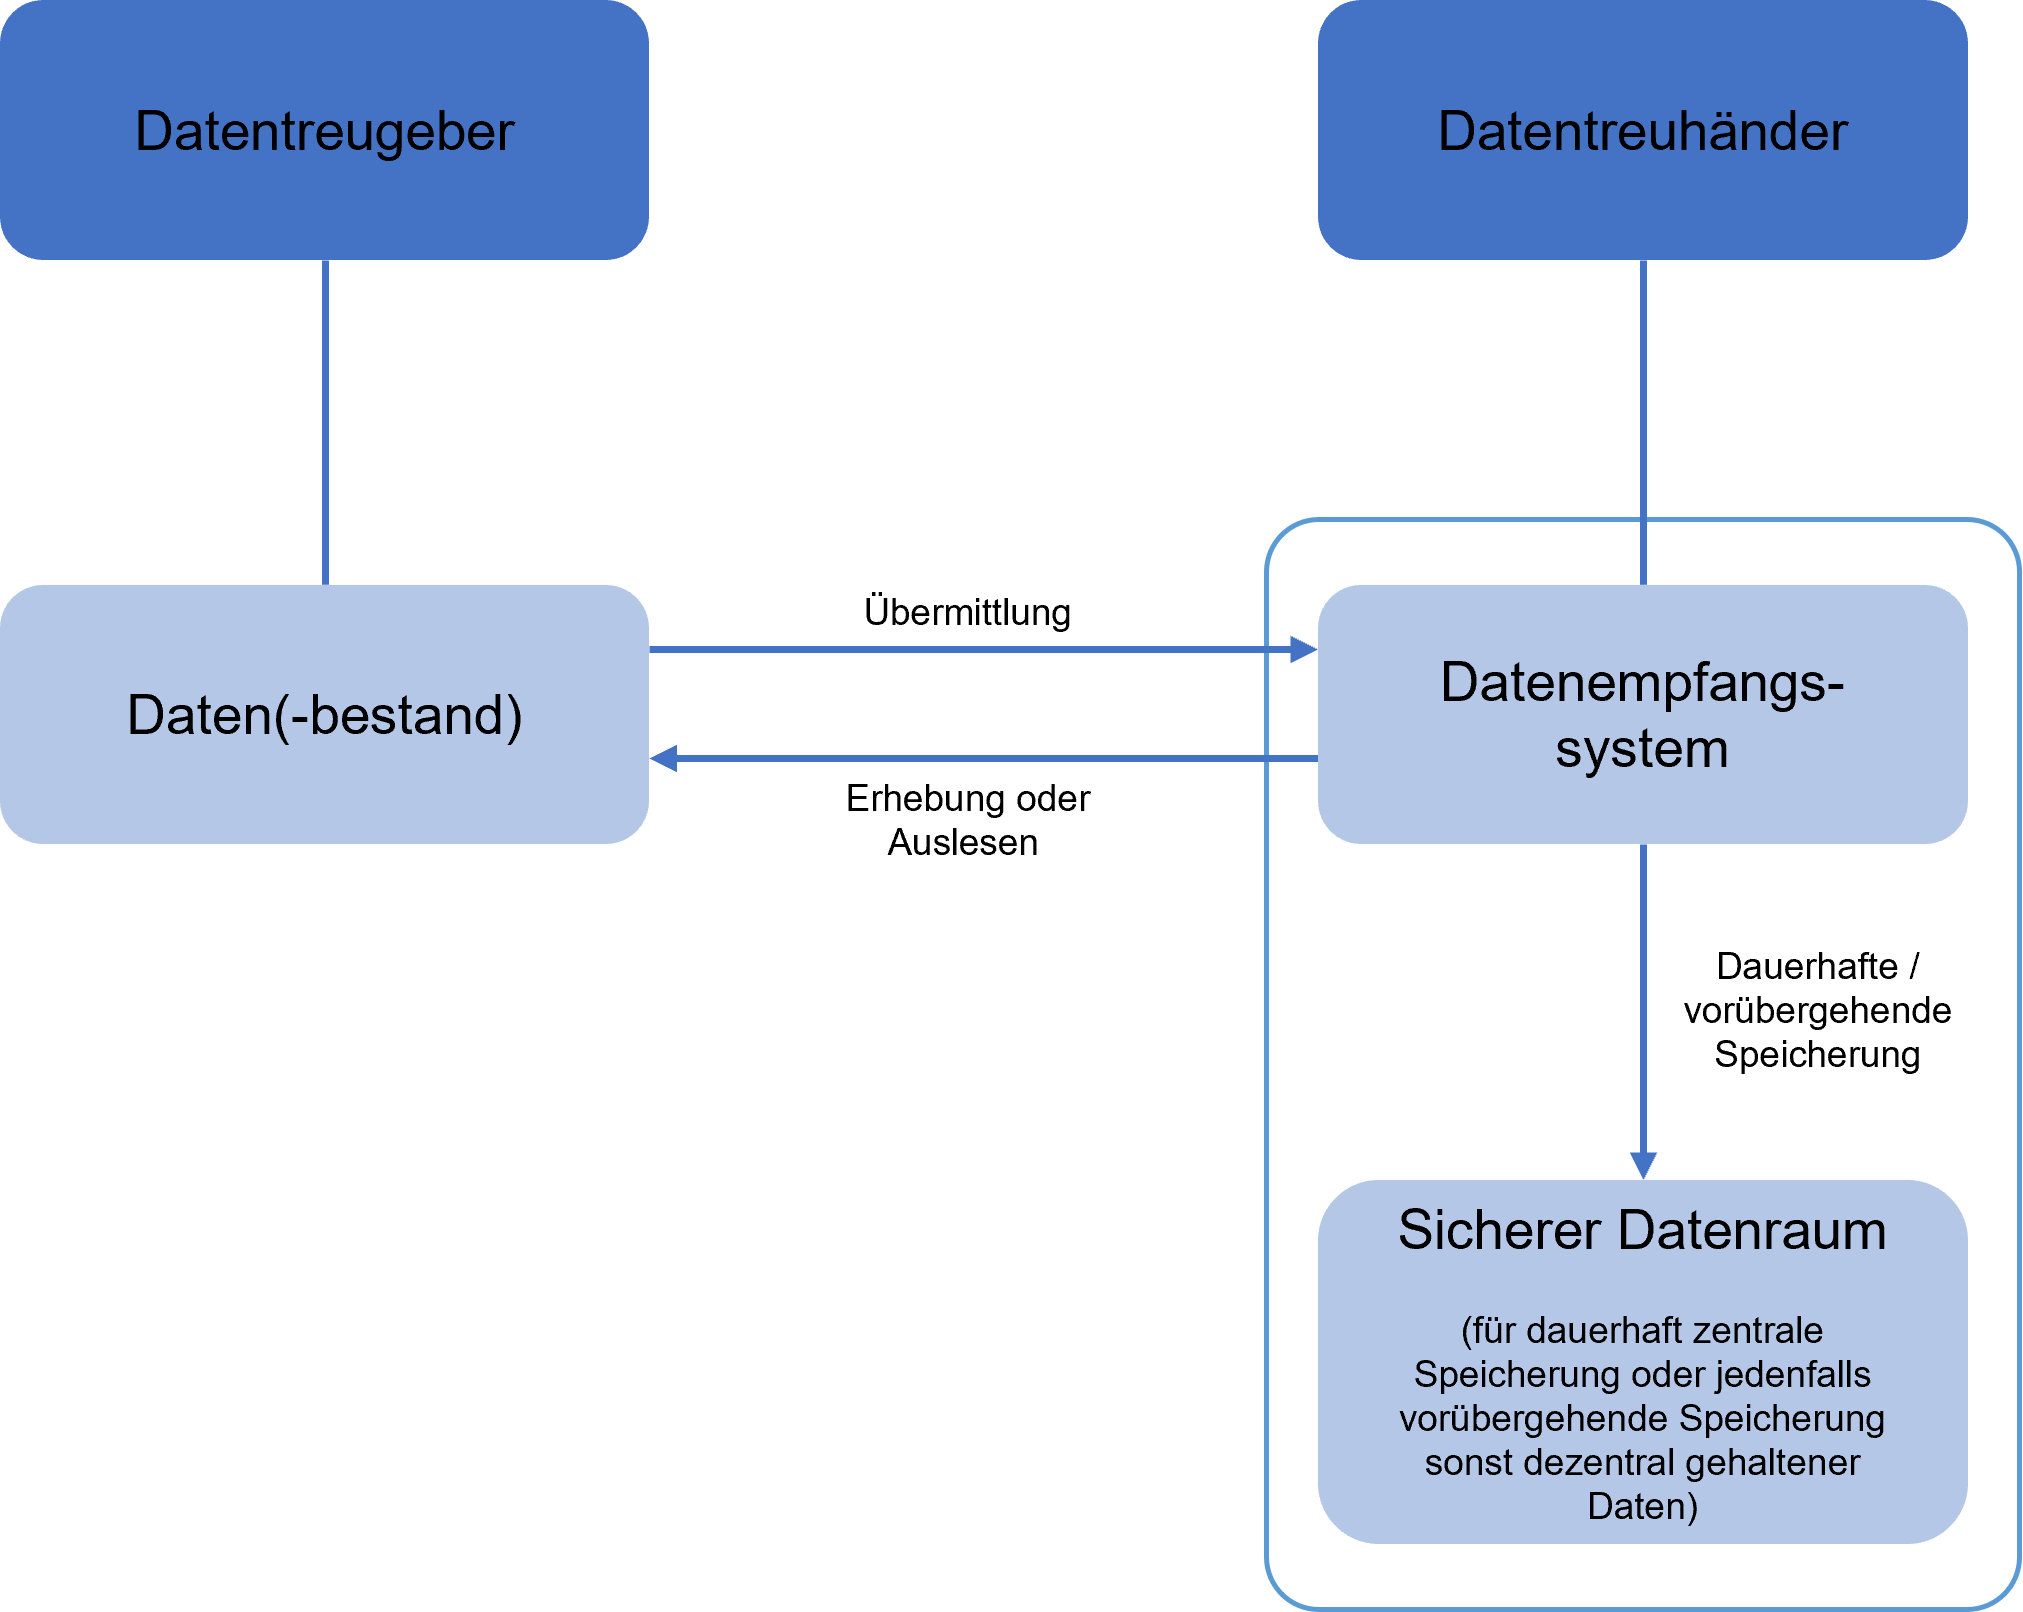 Datentreugeber
Datentreuhänder
Übermittlung
Daten(-bestand)
Datenempfangs-
system
Erhebung oder
Auslesen
Dauerhafte /
vorübergehende
Speicherung
Sicherer Datenraum
(für dauerhaft zentrale
Speicherung oder jedenfalls
vorübergehende Speicherung
sonst dezentral gehaltener
Daten)